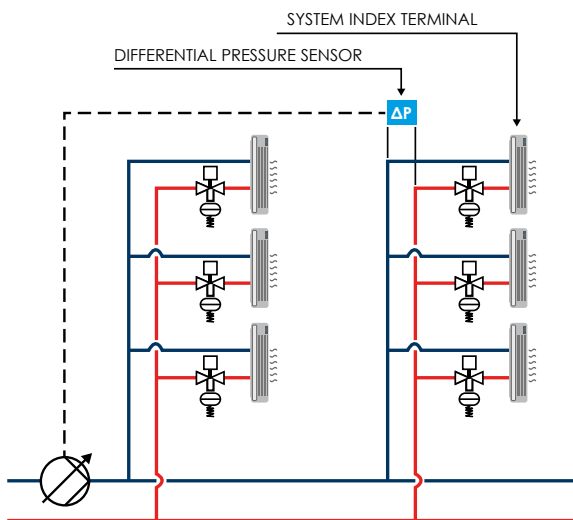 SYSTEM INDEX TERMINAL
DIFFERENTIAL PRESSURE SENSOR
ΔP